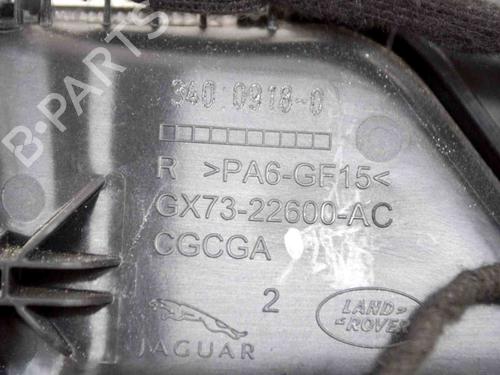 B-PARTS
340 0918-0
R >PA6-GF15<
GX73-22600-AC
CGCGA
2
JAGUAR
LAND
ROVER